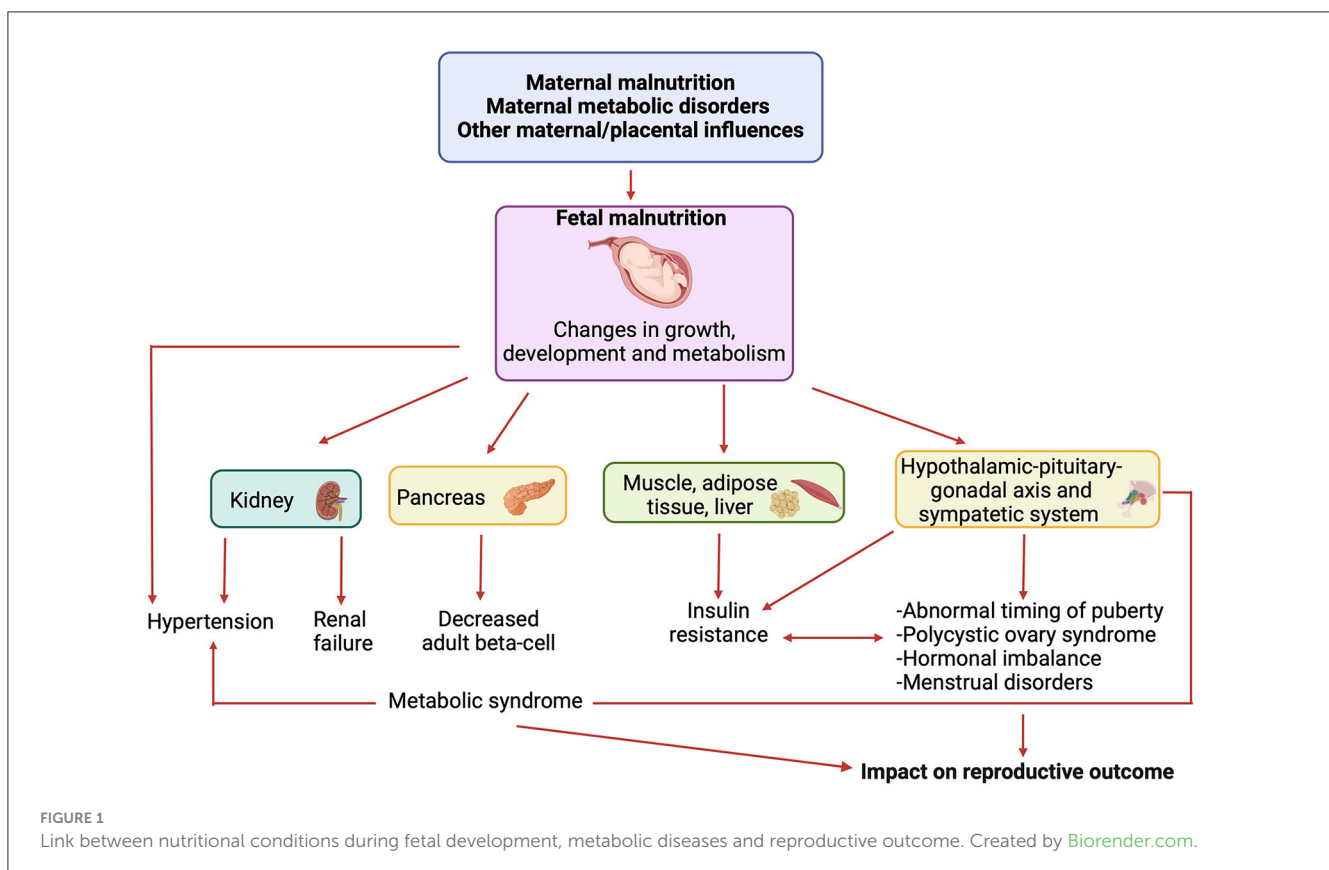 Maternal malnutrition
Maternal metabolic disorders
Other maternal/placental influences
Fetal malnutrition
Changes in growth,
development and metabolism
Kidney
Pancreas
Muscle, adipose
tissue, liver
Hypothalamic-pituitary-
gonadal axis and
sympatetic system
Hypertension
Renal
failure
Decreased
adult beta-cell
Insulin
resistance
-Abnormal timing of puberty
-Polycystic ovary syndrome
-Hormonal imbalance
-Menstrual disorders
Metabolic syndrome
Impact on reproductive outcome
FIGURE 1
Link between nutritional conditions during fetal development, metabolic diseases and reproductive outcome. Created by Biorender.com.